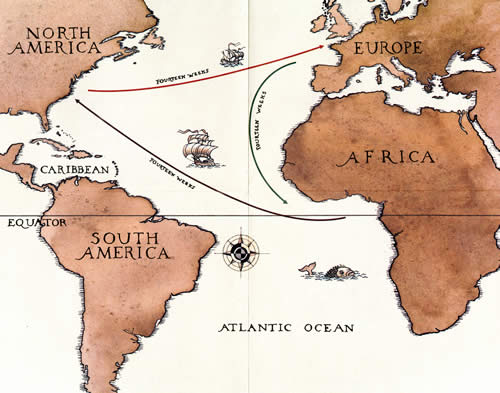 NORTH
AMERICA
EUROPE
FOURTEEN WEEKS
FOURTEEN WEEKS
AFRICA
FOURTEEN WEEKS
CARIBBEAN
EQUATOR
SOUTH
AMERICA
ATLANTIC OCEAN